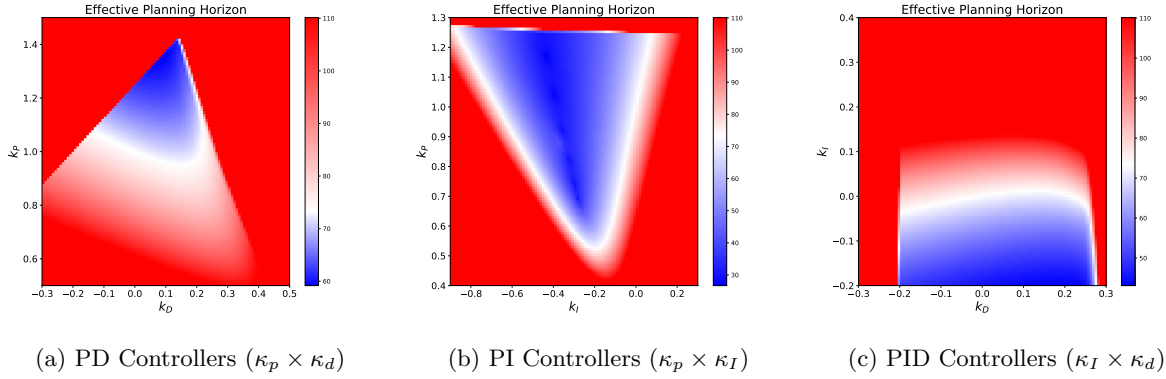 Effective Planning Horizon
k_P
1.4
1.2
1.0
0.8
0.6
−0.3 −0.2 −0.1 0.0 0.1 0.2 0.3 0.4 0.5
k_D
110
100
90
80
70
60
(a) PD Controllers (κ_p × κ_d)
Effective Planning Horizon
k_P
1.3
1.2
1.1
1.0
0.9
0.8
0.7
0.6
0.5
0.4
−0.8 −0.6 −0.4 −0.2 0.0 0.2
k_I
110
100
90
80
70
60
50
40
30
(b) PI Controllers (κ_p × κ_I)
Effective Planning Horizon
k_I
0.4
0.3
0.2
0.1
0.0
−0.1
−0.2
−0.3 −0.2 −0.1 0.0 0.1 0.2 0.3
k_D
110
100
90
80
70
60
50
(c) PID Controllers (κ_I × κ_d)